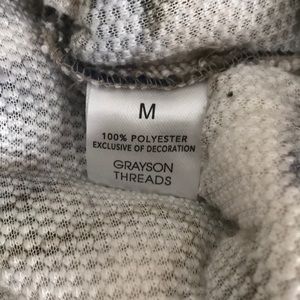 M
100% POLYESTER
EXCLUSIVE OF DECORATION
GRAYSON
THREADS